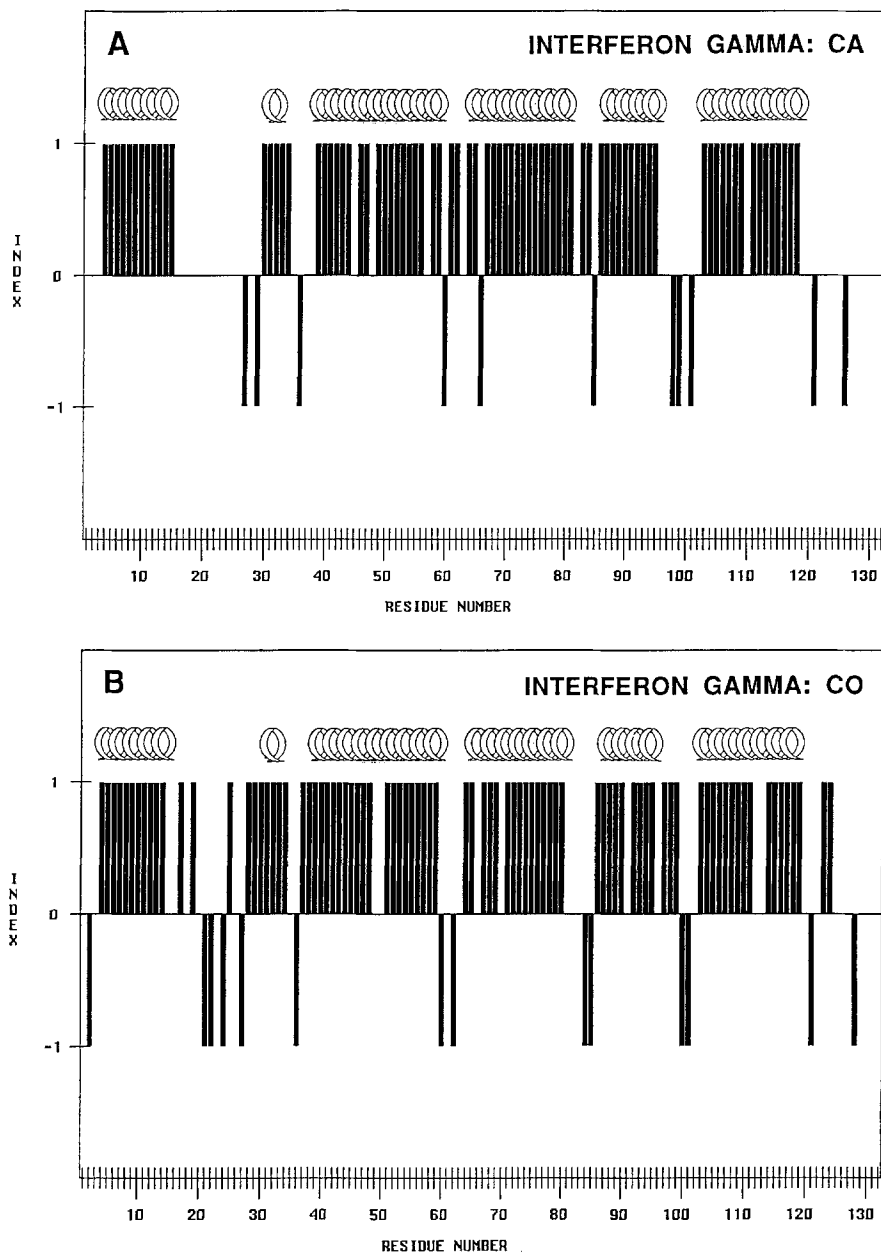 A
INTERFERON GAMMA: CA
1
0
-1
INDEX
10 20 30 40 50 60 70 80 90 100 110 120 130
RESIDUE NUMBER
B
INTERFERON GAMMA: CO
1
0
-1
INDEX
10 20 30 40 50 60 70 80 90 100 110 120 130
RESIDUE NUMBER